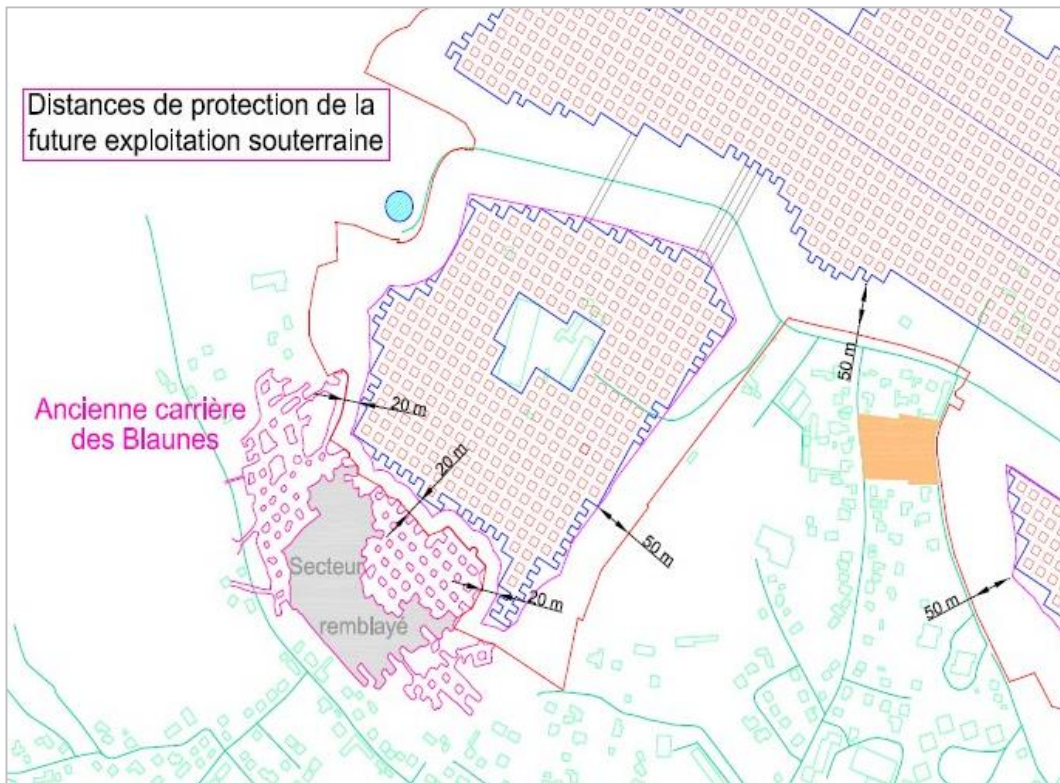 Distances de protection de la
future exploitation souterraine
50 m
Ancienne carrière
des Blaunes
20 m
20 m
Secteur
remblayé
50 m
20 m
50 m